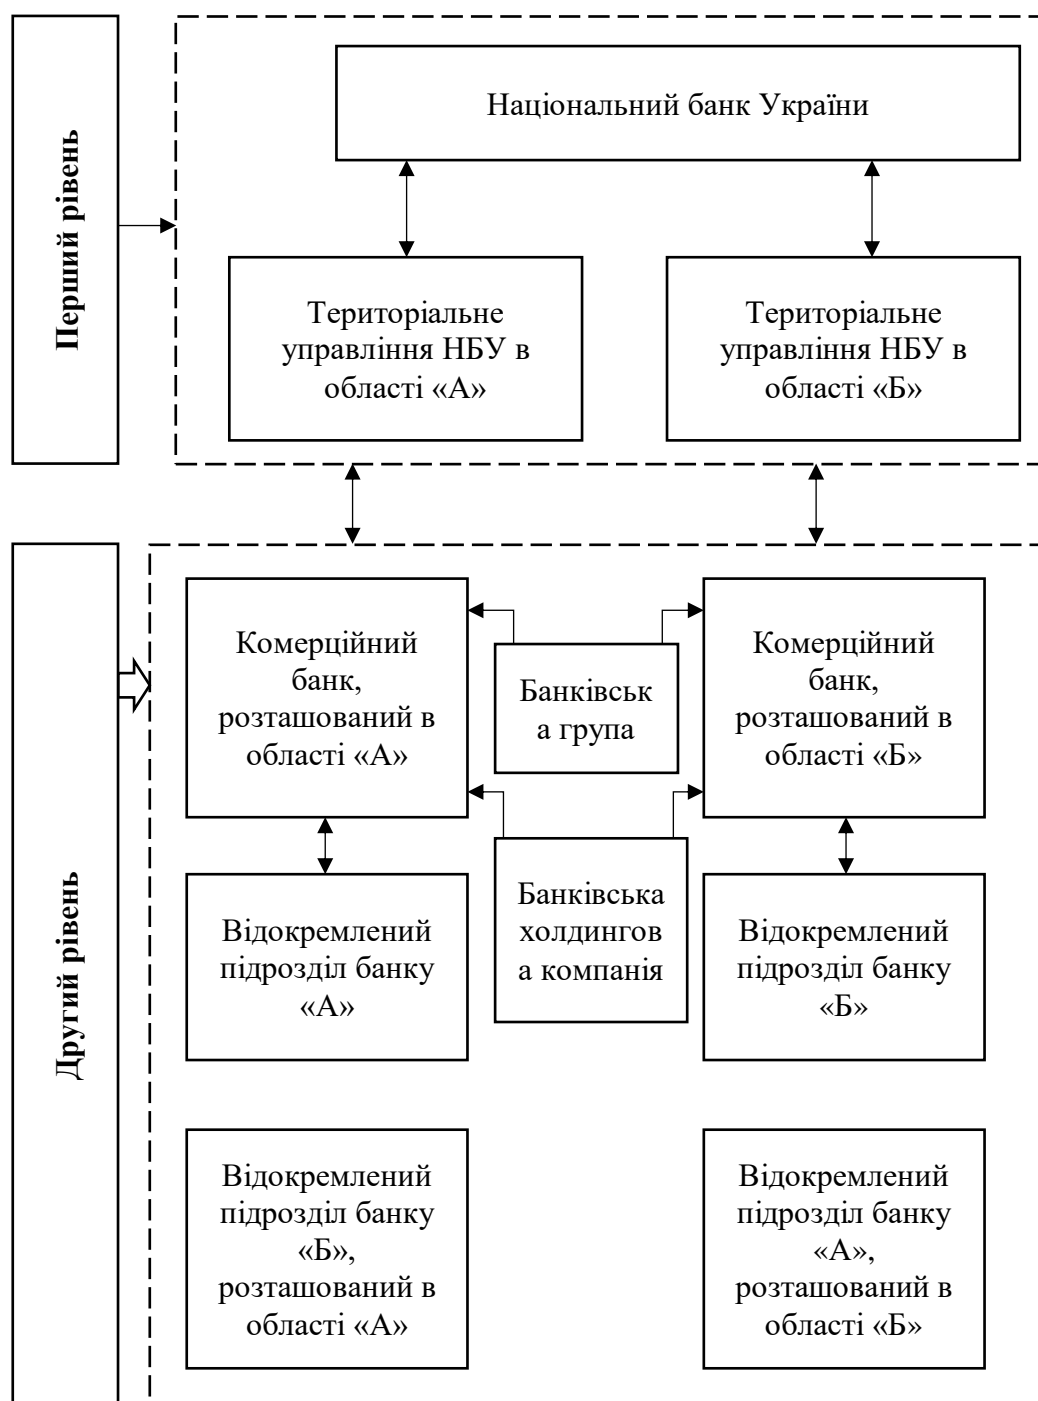 Перший рівень
Національний банк України
Територіальне
управління НБУ в
області «А»
Територіальне
управління НБУ в
області «Б»
Другий рівень
Комерційний
банк,
розташований в
області «А»
Банківськ
а група
Комерційний
банк,
розташований в
області «Б»
Відокремлений
підрозділ банку
«А»
Банківська
холдингов
а компанія
Відокремлений
підрозділ банку
«Б»
Відокремлений
підрозділ банку
«Б»,
розташований в
області «А»
Відокремлений
підрозділ банку
«А»,
розташований в
області «Б»